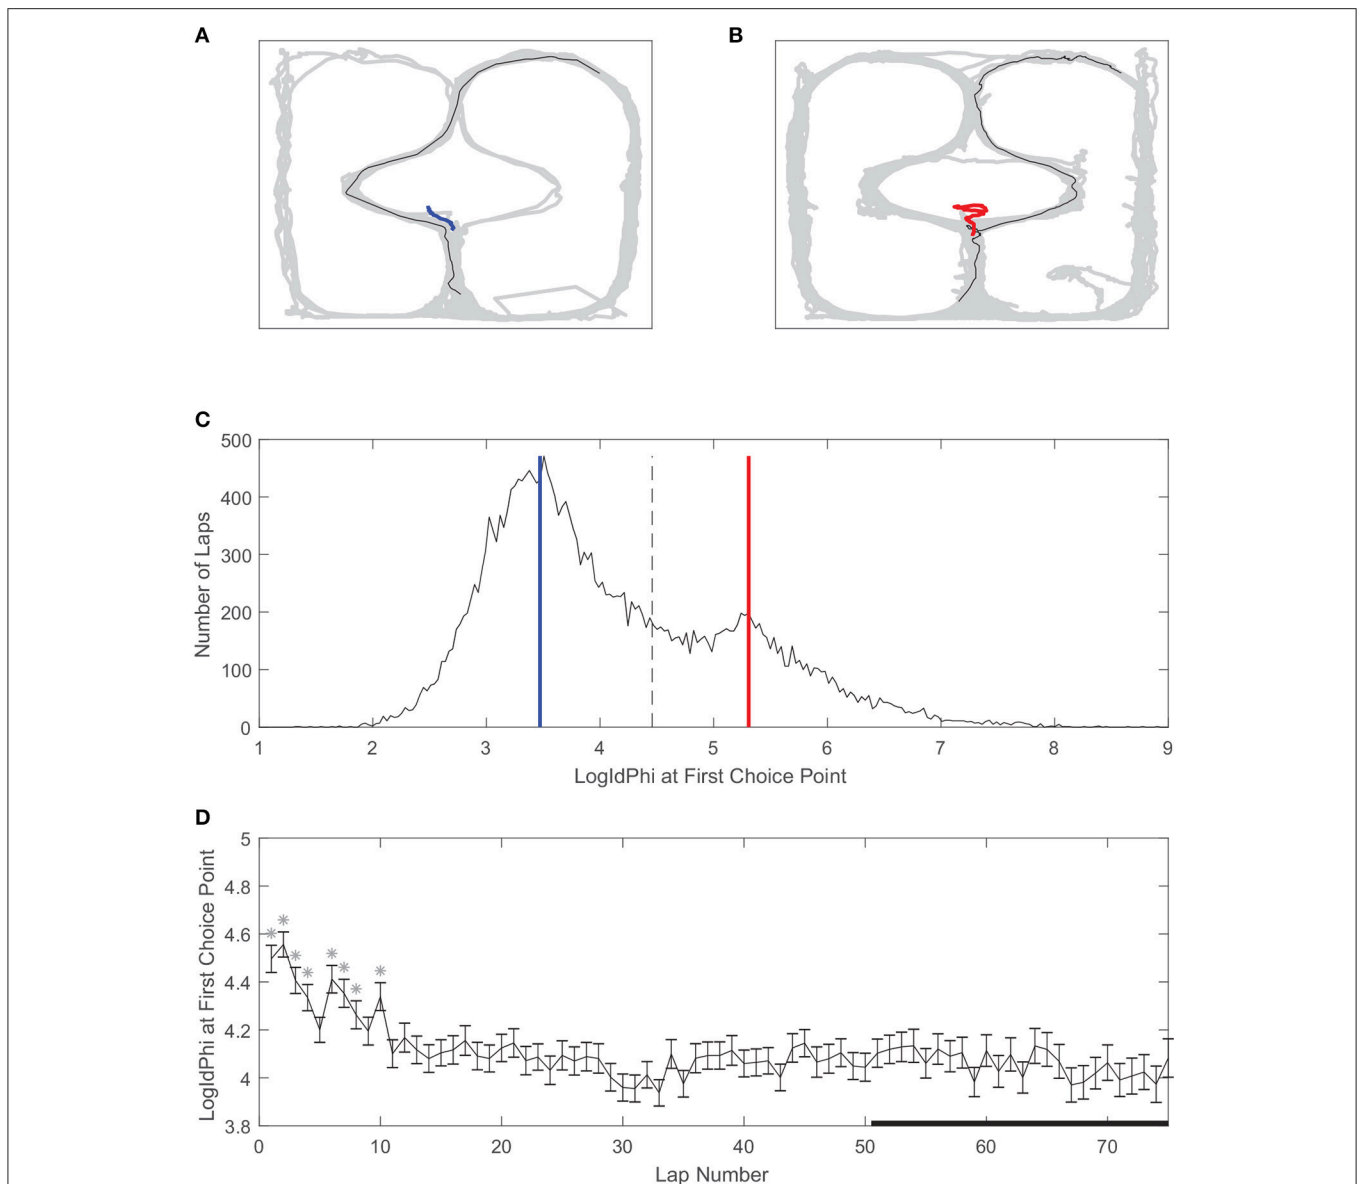 A
B
C
500
400
300
200
100
0
Number of Laps
1 2 3 4 5 6 7 8 9
LogIdPhi at First Choice Point
D
5
4.8
4.6
4.4
4.2
4
3.8
LogIdPhi at First Choice Point
0 10 20 30 40 50 60 70
Lap Number